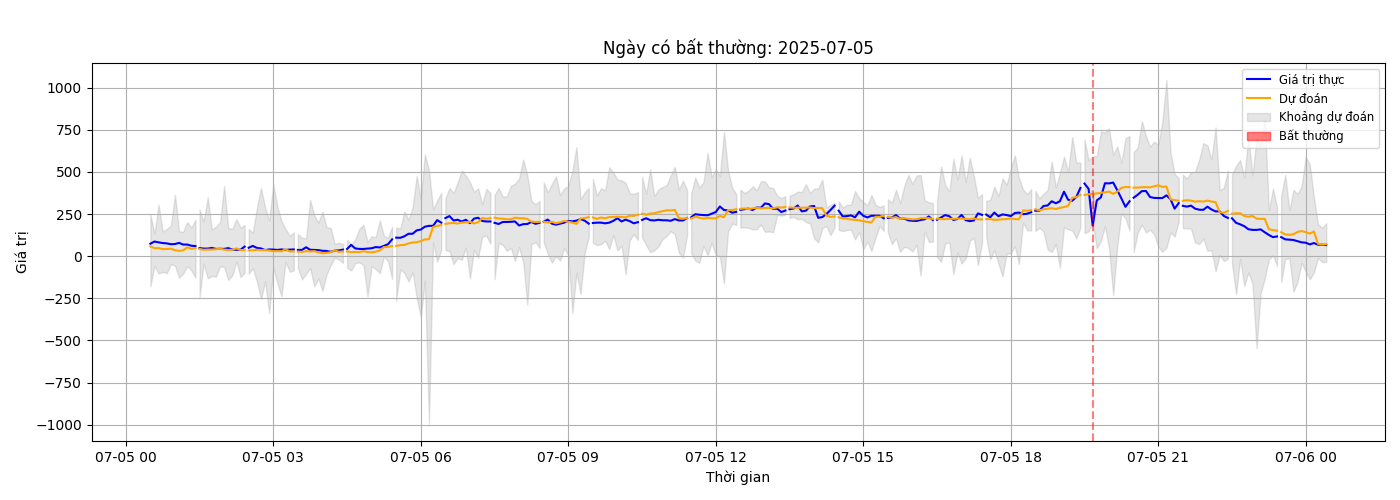 Ngày có bất thường: 2025-07-05
1000
750
500
250
0
−250
−500
−750
−1000
Giá trị
Giá trị thực
Dự đoán
Khoảng dự đoán
Bất thường
07-05 00
07-05 03
07-05 06
07-05 09
07-05 12
07-05 15
07-05 18
07-05 21
07-06 00
Thời gian